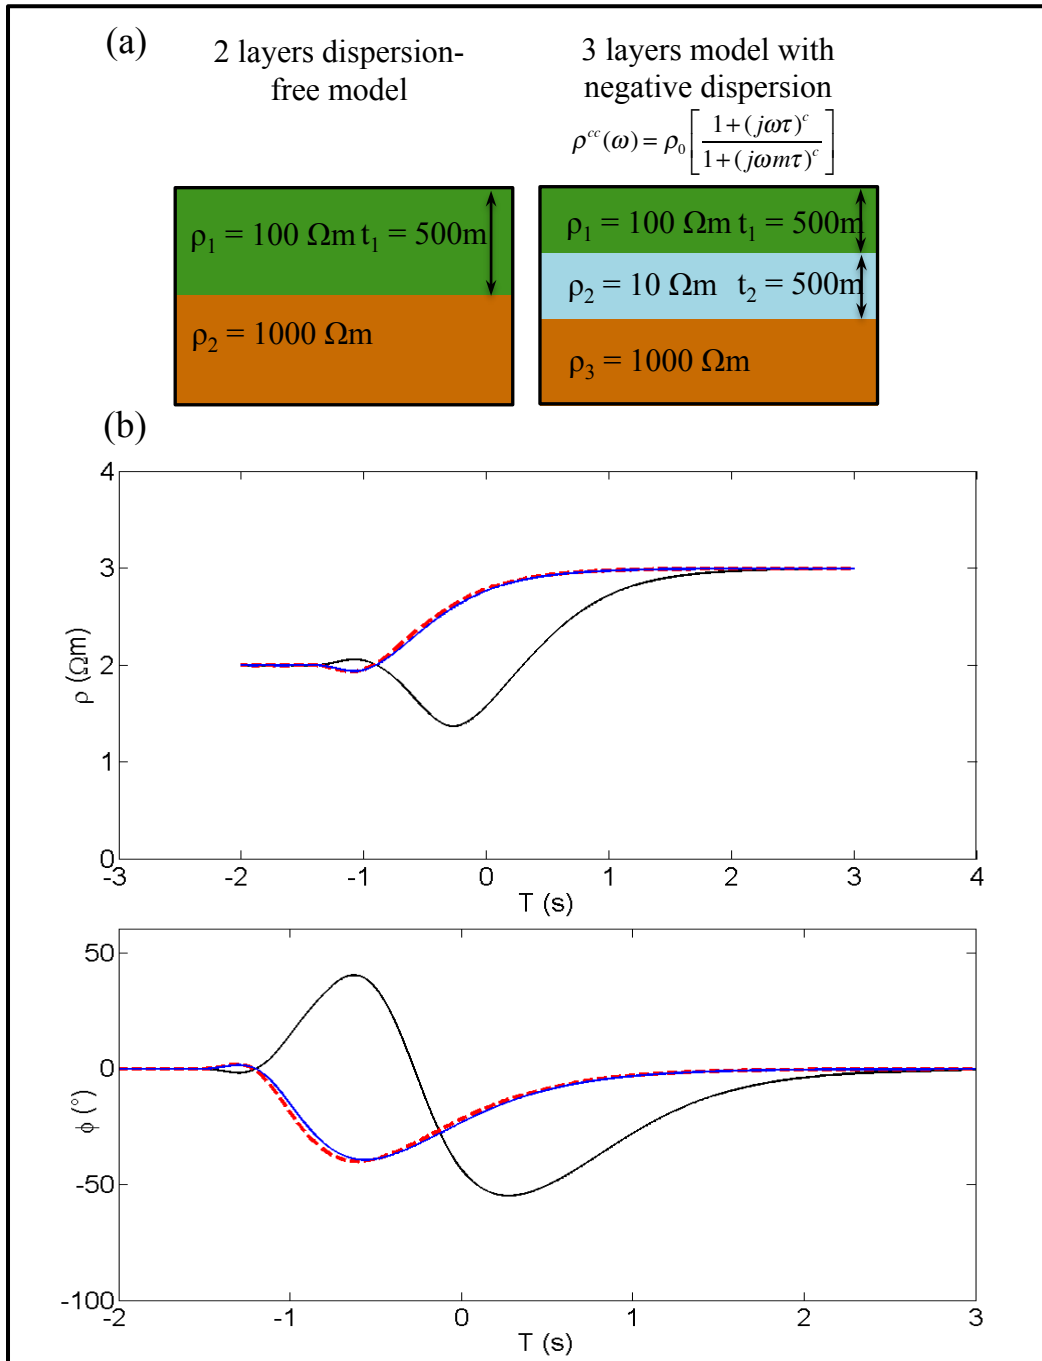 (a)
2 layers dispersion-
free model
3 layers model with
negative dispersion
ρ^{cc}(ω) = ρ₀[(1+(jωτ)^c)/(1+(jωmτ)^c)]
ρ₁ = 100 Ωm t₁ = 500m
ρ₂ = 1000 Ωm
ρ₁ = 100 Ωm t₁ = 500m
ρ₂ = 10 Ωm t₂ = 500m
ρ₃ = 1000 Ωm
(b)
4
3
2
1
0
ρ (Ωm)
-3 -2 -1 0 1 2 3 4
T (s)
50
0
-50
-100
ϕ (°)
-2 -1 0 1 2 3
T (s)